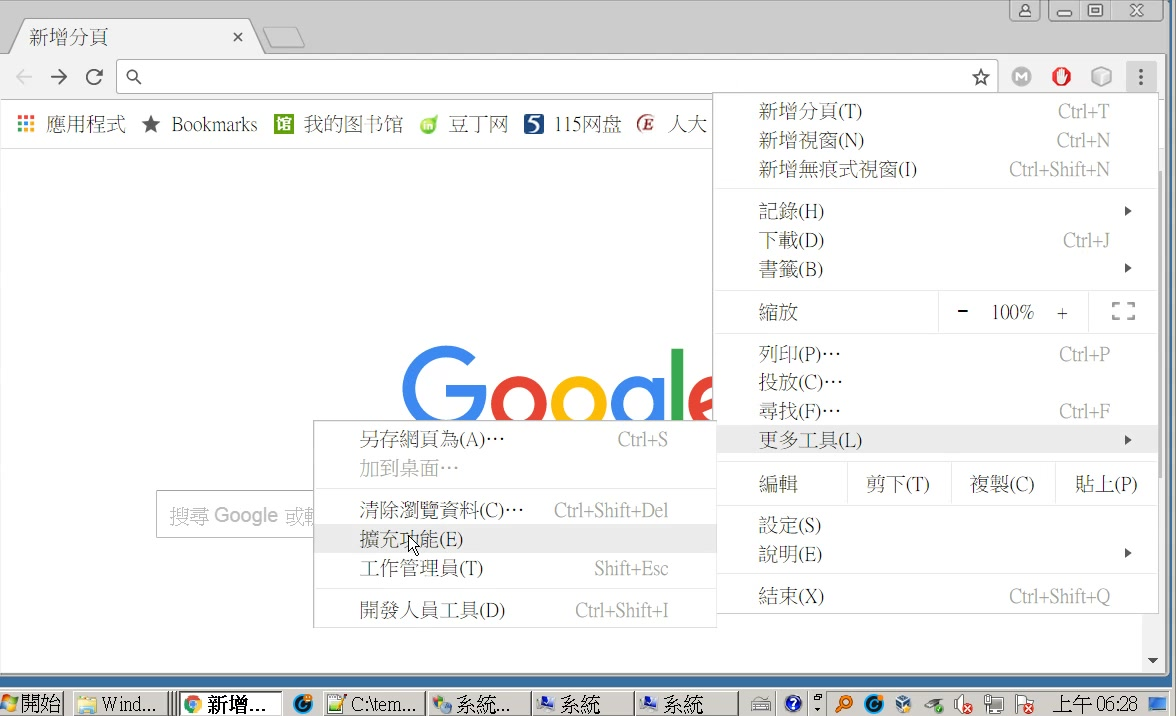 新增分頁
應用程式 Bookmarks 馆 我的图书馆 in 豆丁网 5 115网盘 E 人大
M
新增分頁(T) Ctrl+T
新增視窗(N) Ctrl+N
新增無痕式視窗(I) Ctrl+Shift+N
記錄(H)
下載(D) Ctrl+J
書籤(B)
縮放 - 100% +
列印(P)… Ctrl+P
投放(C)…
尋找(F)… Ctrl+F
更多工具(L)
編輯 剪下(T) 複製(C) 貼上(P)
設定(S)
說明(E)
結束(X) Ctrl+Shift+Q
Google
搜尋 Google 或
另存網頁為(A)… Ctrl+S
加到桌面…
清除瀏覽資料(C)… Ctrl+Shift+Del
擴充功能(E)
工作管理員(T) Shift+Esc
開發人員工具(D) Ctrl+Shift+I
開始 Wind... 新增... C:\tem... 系統... 系統 系統 上午 06:28